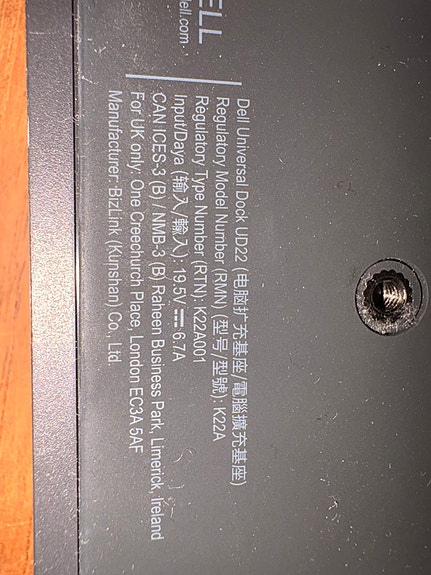 ELL
ell.com
Dell Universal Dock UD22 (电脑扩充基座/電腦擴充基座)
Regulatory Model Number (RMN) (型号/型號): K22A
Regulatory Type Number (RTN): K22A001
Input/Daya (输入/輸入): 19.5V ⎓ 6.7A
CAN ICES-3 (B) / NMB-3 (B) Raheen Business Park, Limerick, Ireland
For UK only: One Creechurch Place, London EC3A 5AF
Manufacturer: BizLink (Kunshan) Co., Ltd.